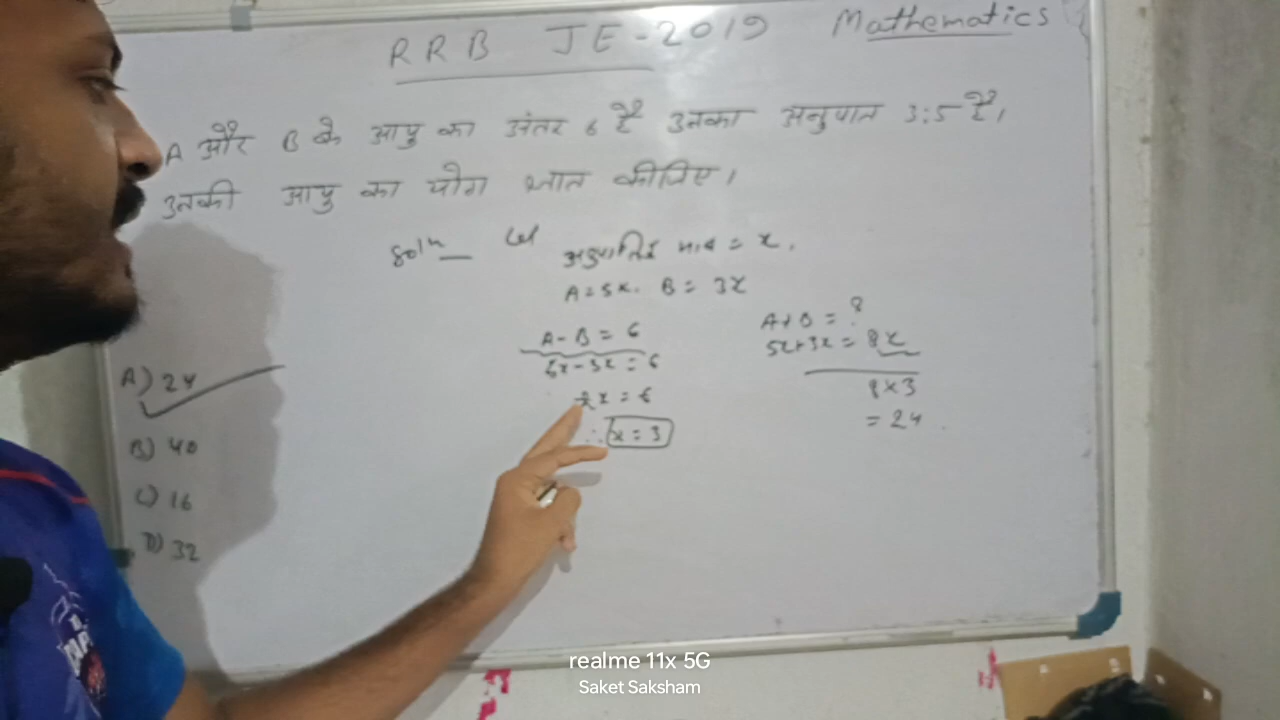 RRB JE-2019 Mathematics
A और B के आयु का अंतर 6 है उनका अनुपात 3:5 है,
उनकी आयु का योग ज्ञात कीजिए।
Solⁿ Let अनुपातिक मान = x.
A = 5x. B = 3x
A - B = 6
5x - 3x = 6
2x = 6
∴ x = 3
A+B = ?
5x+3x = 8x
8 × 3
= 24
A) 24
B) 40
C) 16
D) 32
realme 11x 5G
Saket Saksham